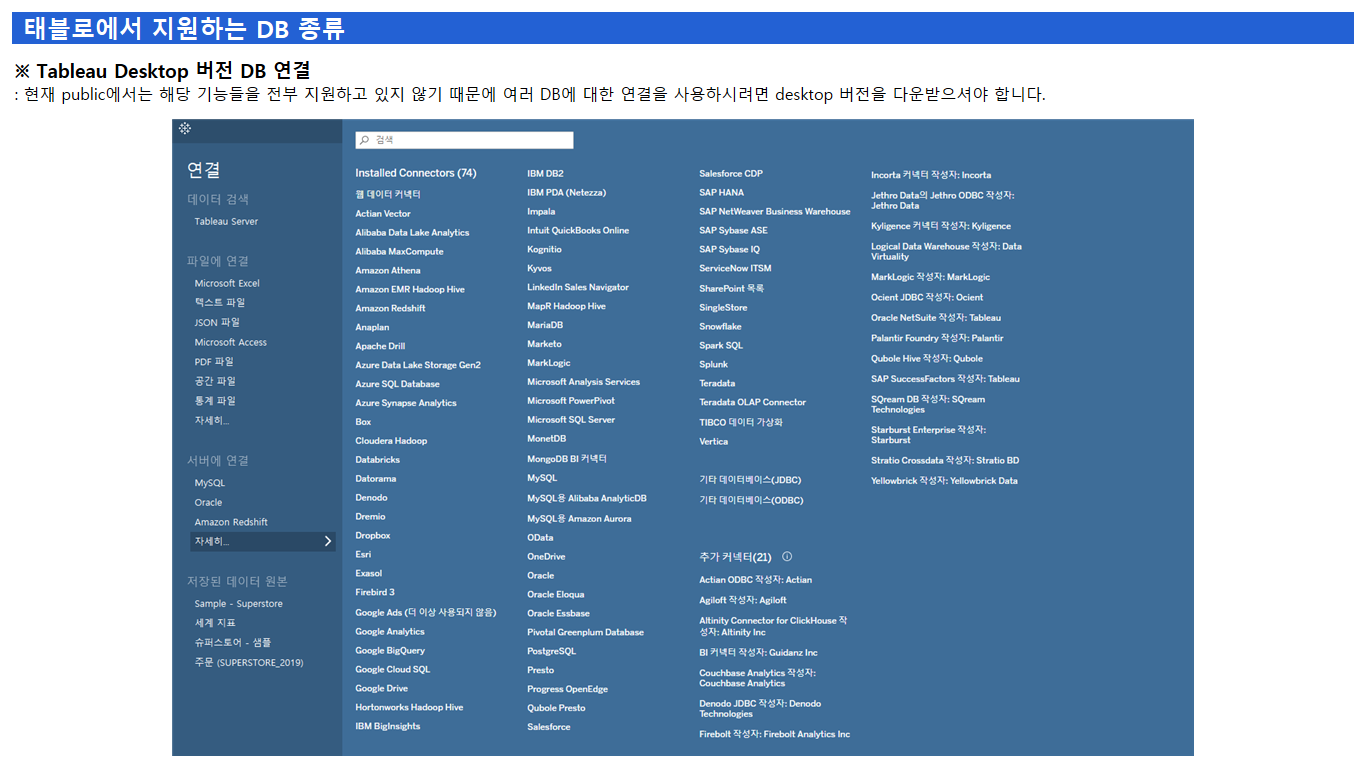 태블로에서 지원하는 DB 종류
※ Tableau Desktop 버전 DB 연결
: 현재 public에서는 해당 기능들을 전부 지원하고 있지 않기 때문에 여러 DB에 대한 연결을 사용하시려면 desktop 버전을 다운받으셔야 합니다.
연결
데이터 검색
Tableau Server
파일에 연결
Microsoft Excel
텍스트 파일
JSON 파일
Microsoft Access
PDF 파일
공간 파일
통계 파일
자세히...
서버에 연결
MySQL
Oracle
Amazon Redshift
자세히...
저장된 데이터 원본
Sample - Superstore
세계 지표
슈퍼스토어 - 샘플
주문 (SUPERSTORE_2019)
검색
Installed Connectors (74)
웹 데이터 커넥터
Actian Vector
Alibaba Data Lake Analytics
Alibaba MaxCompute
Amazon Athena
Amazon EMR Hadoop Hive
Amazon Redshift
Anaplan
Apache Drill
Azure Data Lake Storage Gen2
Azure SQL Database
Azure Synapse Analytics
Box
Cloudera Hadoop
Databricks
Datorama
Denodo
Dremio
Dropbox
Esri
Exasol
Firebird 3
Google Ads (더 이상 사용되지 않음)
Google Analytics
Google BigQuery
Google Cloud SQL
Google Drive
Hortonworks Hadoop Hive
IBM BigInsights
IBM DB2
IBM PDA (Netezza)
Impala
Intuit QuickBooks Online
Kognitio
Kyvos
LinkedIn Sales Navigator
MapR Hadoop Hive
MariaDB
Marketo
MarkLogic
Microsoft Analysis Services
Microsoft PowerPivot
Microsoft SQL Server
MonetDB
MongoDB BI 커넥터
MySQL
MySQL용 Alibaba AnalyticDB
MySQL용 Amazon Aurora
OData
OneDrive
Oracle
Oracle Eloqua
Oracle Essbase
Pivotal Greenplum Database
PostgreSQL
Presto
Progress OpenEdge
Qubole Presto
Salesforce
Salesforce CDP
SAP HANA
SAP NetWeaver Business Warehouse
SAP Sybase ASE
SAP Sybase IQ
ServiceNow ITSM
SharePoint 목록
SingleStore
Snowflake
Spark SQL
Splunk
Teradata
Teradata OLAP Connector
TIBCO 데이터 가상화
Vertica
기타 데이터베이스(JDBC)
기타 데이터베이스(ODBC)
추가 커넥터(21)
Actian ODBC 작성자: Actian
Agiloft 작성자: Agiloft
Altinity Connector for ClickHouse 작
성자: Altinity Inc
BI 커넥터 작성자: Guidanz Inc
Couchbase Analytics 작성자:
Couchbase Analytics
Denodo JDBC 작성자: Denodo
Technologies
Firebolt 작성자: Firebolt Analytics Inc
Incorta 커넥터 작성자: Incorta
Jethro Data의 Jethro ODBC 작성자:
Jethro Data
Kyligence 커넥터 작성자: Kyligence
Logical Data Warehouse 작성자: Data
Virtuality
MarkLogic 작성자: MarkLogic
Ocient JDBC 작성자: Ocient
Oracle NetSuite 작성자: Tableau
Palantir Foundry 작성자: Palantir
Qubole Hive 작성자: Qubole
SAP SuccessFactors 작성자: Tableau
SQream DB 작성자: SQream
Technologies
Starburst Enterprise 작성자:
Starburst
Stratio Crossdata 작성자: Stratio BD
Yellowbrick 작성자: Yellowbrick Data